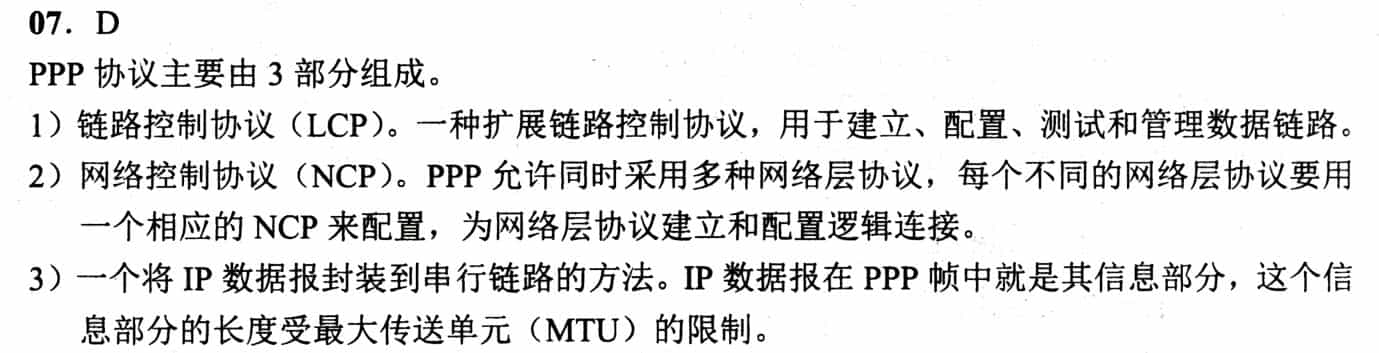 07. D
PPP 协议主要由 3 部分组成。
1）链路控制协议（LCP）。一种扩展链路控制协议，用于建立、配置、测试和管理数据链路。
2）网络控制协议（NCP）。PPP 允许同时采用多种网络层协议，每个不同的网络层协议要用
一个相应的 NCP 来配置，为网络层协议建立和配置逻辑连接。
3）一个将 IP 数据报封装到串行链路的方法。IP 数据报在 PPP 帧中就是其信息部分，这个信
息部分的长度受最大传送单元（MTU）的限制。